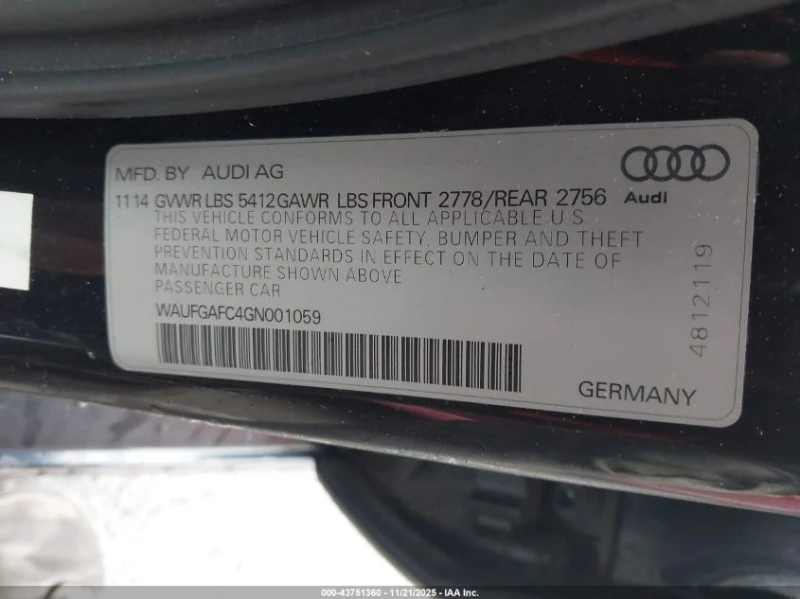 MFD. BY AUDI AG
Audi
11 14 GVWR LBS 5412 GAWR LBS FRONT 2778/REAR 2756
THIS VEHICLE CONFORMS TO ALL APPLICABLE U.S
FEDERAL MOTOR VEHICLE SAFETY, BUMPER AND THEFT
PREVENTION STANDARDS IN EFFECT ON THE DATE OF
MANUFACTURE SHOWN ABOVE
PASSENGER CAR
WAUFGAFC4GN001059
4812119
GERMANY
000-43751360 - 11/21/2025 - IAA Inc.